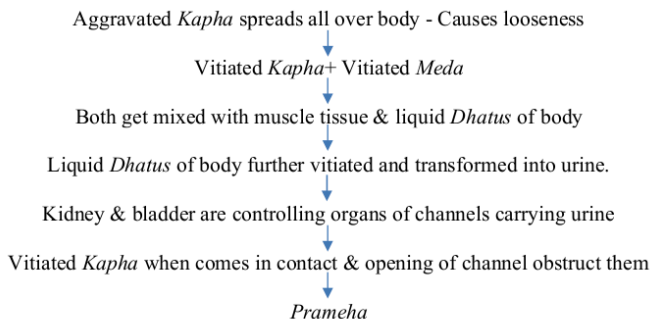 Aggravated Kapha spreads all over body - Causes looseness
Vitiated Kapha+ Vitiated Meda
Both get mixed with muscle tissue & liquid Dhatus of body
Liquid Dhatus of body further vitiated and transformed into urine.
Kidney & bladder are controlling organs of channels carrying urine
Vitiated Kapha when comes in contact & opening of channel obstruct them
Prameha